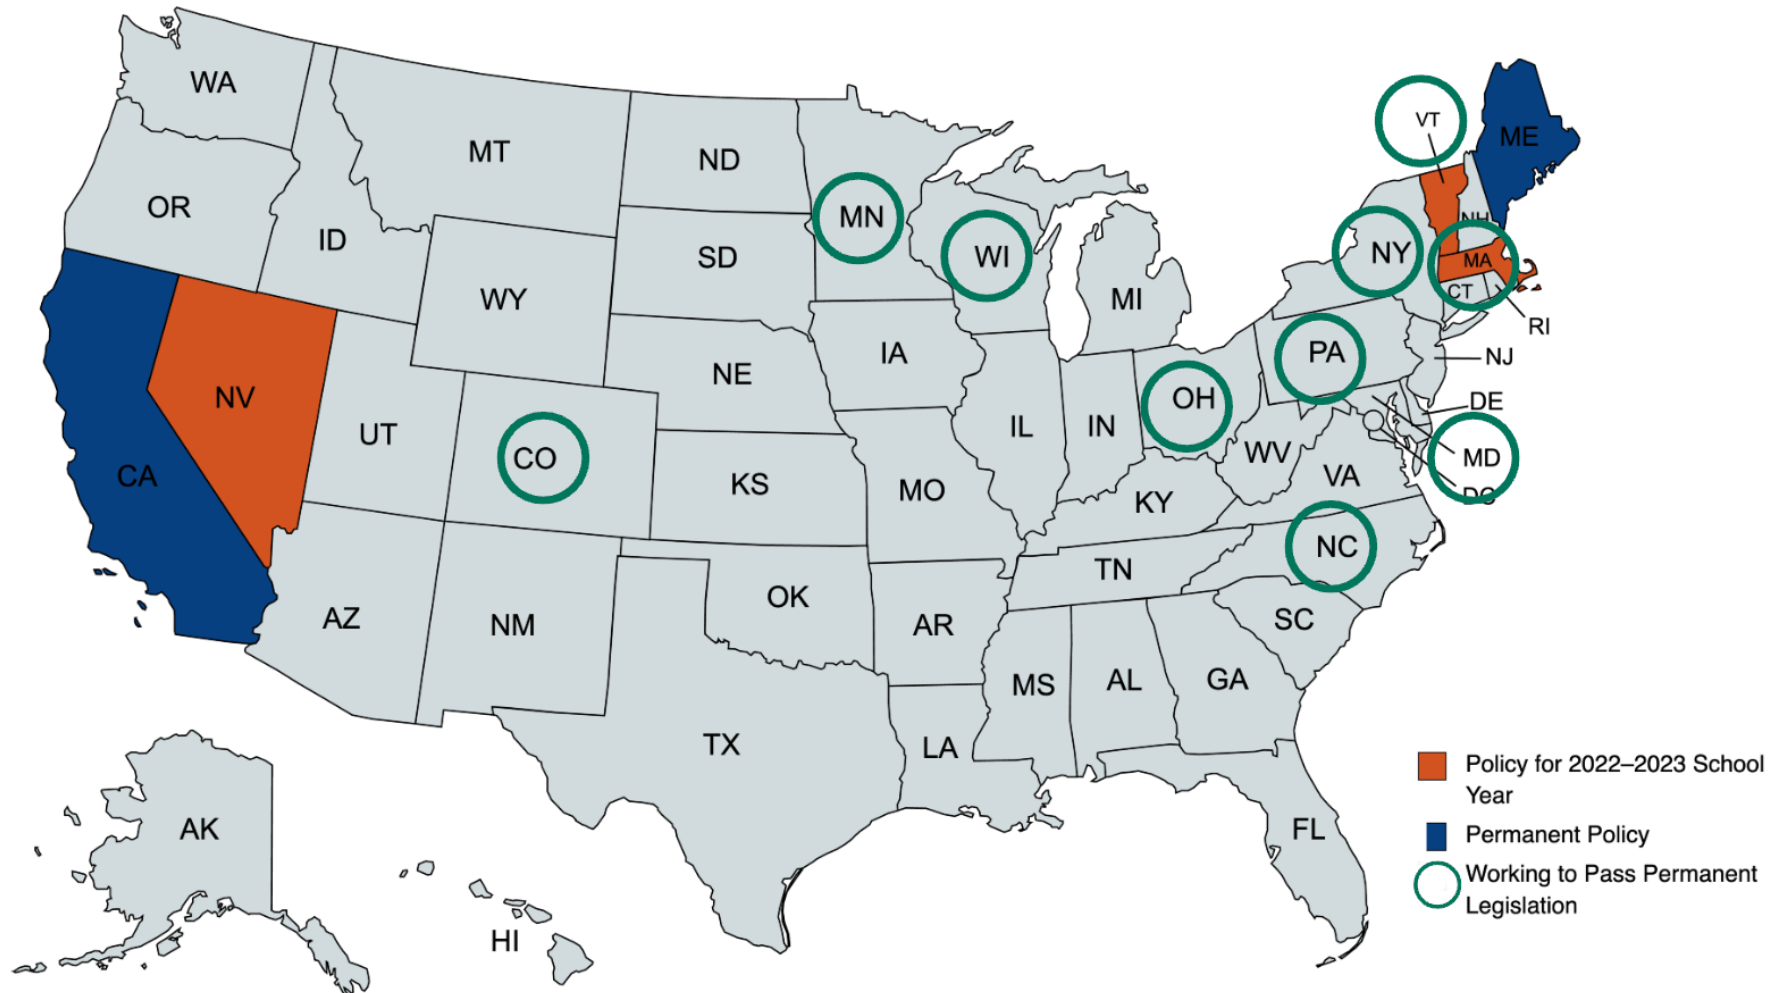 WA
VT
ME
MT
ND
OR
MN
NH
ID
WI
NY
SD
MA
CT
WY
MI
RI
IA
PA
NJ
NE
NV
OH
DE
UT
IL
IN
CO
WV
MD
CA
KS
MO
VA
DC
KY
NC
TN
OK
AZ
NM
AR
SC
MS
AL
GA
TX
LA
Policy for 2022–2023 School
Year
AK
FL
Permanent Policy
Working to Pass Permanent
Legislation
HI